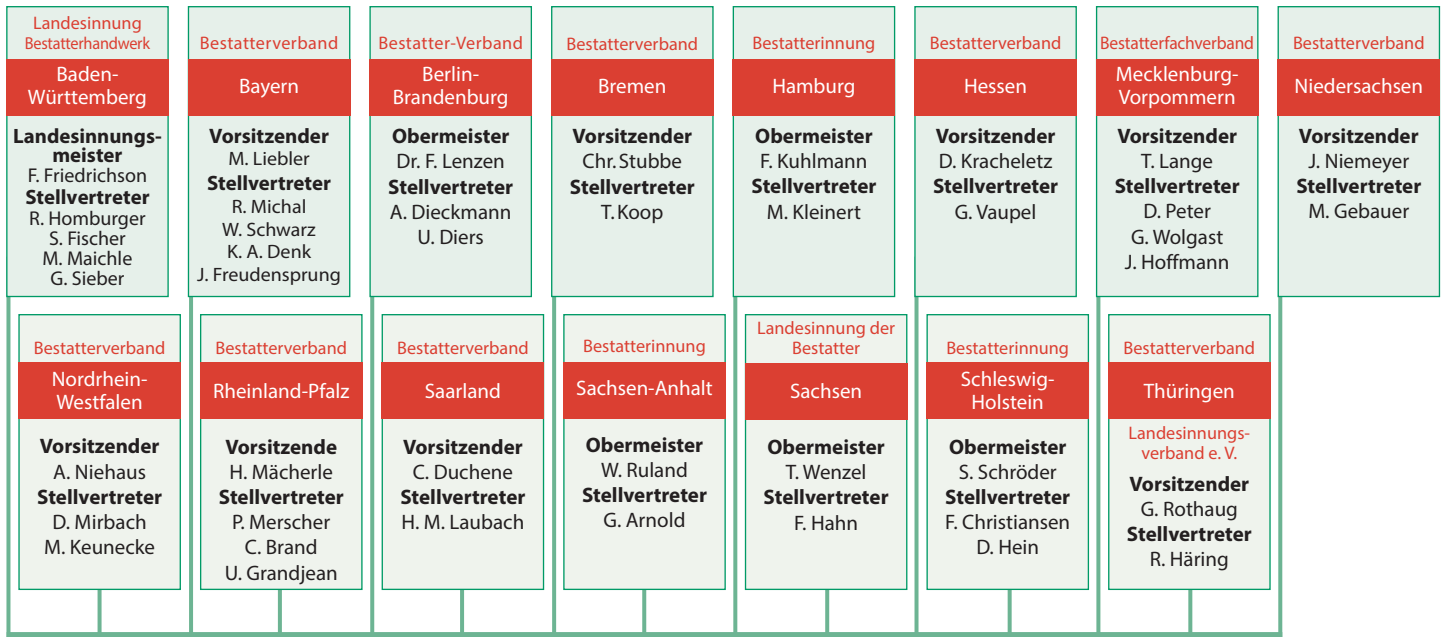 Landesinnung
Bestatterhandwerk
Baden-
Württemberg
Landesinnungs-
meister
F. Friedrichson
Stellvertreter
R. Homburger
S. Fischer
M. Maichle
G. Sieber
Bestatterverband
Bayern
Vorsitzender
M. Liebler
Stellvertreter
R. Michal
W. Schwarz
K. A. Denk
J. Freudensprung
Bestatter-Verband
Berlin-
Brandenburg
Obermeister
Dr. F. Lenzen
Stellvertreter
A. Dieckmann
U. Diers
Bestatterverband
Bremen
Vorsitzender
Chr. Stubbe
Stellvertreter
T. Koop
Bestatterinnung
Hamburg
Obermeister
F. Kuhlmann
Stellvertreter
M. Kleinert
Bestatterverband
Hessen
Vorsitzender
D. Kracheletz
Stellvertreter
G. Vaupel
Bestatterfachverband
Mecklenburg-
Vorpommern
Vorsitzender
T. Lange
Stellvertreter
D. Peter
G. Wolgast
J. Hoffmann
Bestatterverband
Niedersachsen
Vorsitzender
J. Niemeyer
Stellvertreter
M. Gebauer
Bestatterverband
Nordrhein-
Westfalen
Vorsitzender
A. Niehaus
Stellvertreter
D. Mirbach
M. Keunecke
Bestatterverband
Rheinland-Pfalz
Vorsitzende
H. Mächerle
Stellvertreter
P. Merscher
C. Brand
U. Grandjean
Bestatterverband
Saarland
Vorsitzender
C. Duchene
Stellvertreter
H. M. Laubach
Bestatterinnung
Sachsen-Anhalt
Obermeister
W. Ruland
Stellvertreter
G. Arnold
Landesinnung der
Bestatter
Sachsen
Obermeister
T. Wenzel
Stellvertreter
F. Hahn
Bestatterinnung
Schleswig-
Holstein
Obermeister
S. Schröder
Stellvertreter
F. Christiansen
D. Hein
Bestatterverband
Thüringen
Landesinnungs-
verband e. V.
Vorsitzender
G. Rothaug
Stellvertreter
R. Häring